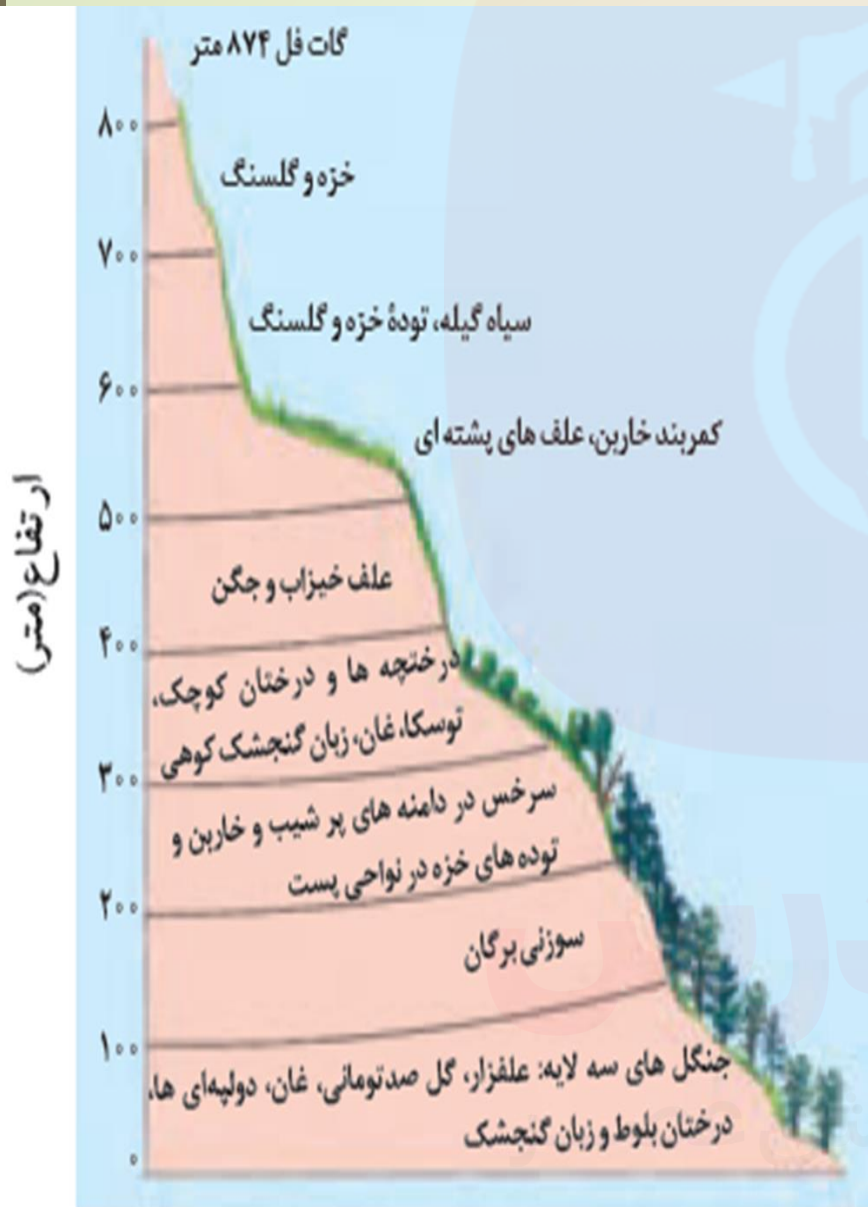 گات فل ۸۷۴ متر
۸۰۰
خزه و گلسنگ
۷۰۰
سیاه گیله، تودۀ خزه و گلسنگ
۶۰۰
کمربند خاربن، علف های پشته ای
ارتفاع(متر)
۵۰۰
علف خیزاب و جگن
۴۰۰
درختچه ها و درختان کوچک،
توسکا، غان، زبان گنجشک کوهی
۳۰۰
سرخس در دامنه های پر شیب و خاربن و
توده های خزه در نواحی پست
۲۰۰
سوزنی برگان
۱۰۰
جنگل های سه لایه: علفزار، گل صدتومانی، غان، دولپه‌ای ها،
درختان بلوط و زبان گنجشک
۰